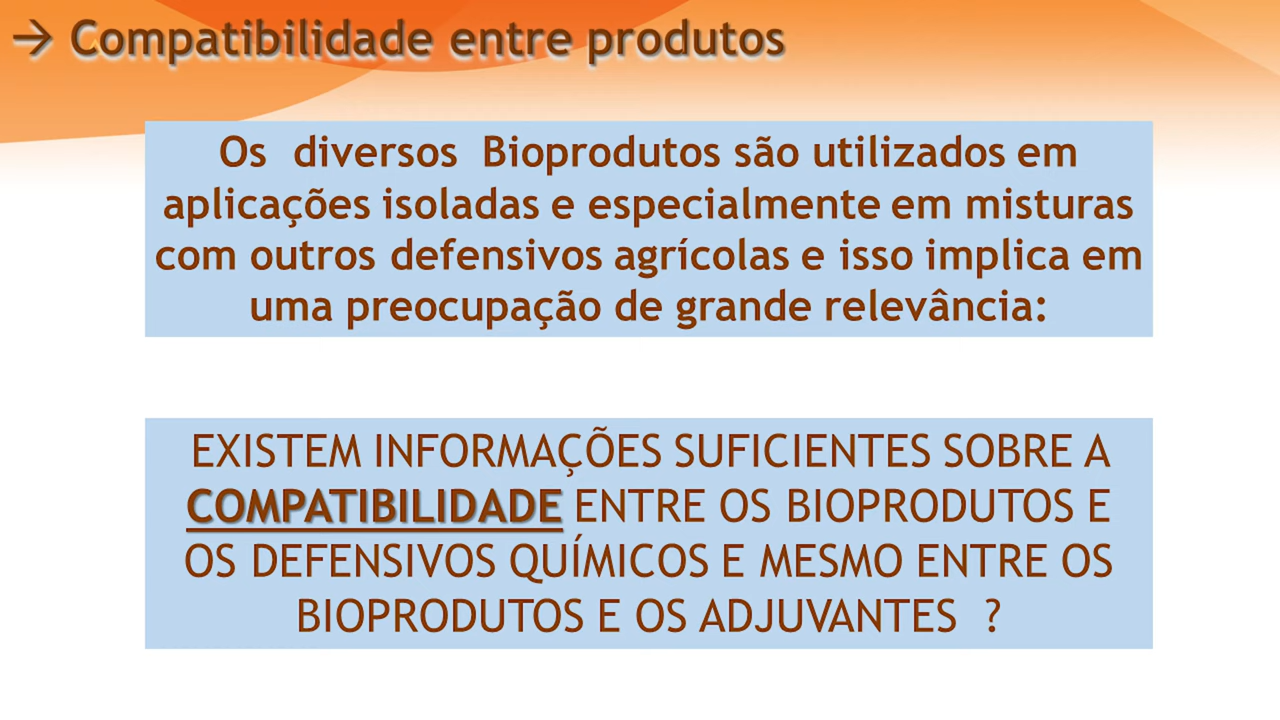 → Compatibilidade entre produtos
Os diversos Bioprodutos são utilizados em
aplicações isoladas e especialmente em misturas
com outros defensivos agrícolas e isso implica em
uma preocupação de grande relevância:
EXISTEM INFORMAÇÕES SUFICIENTES SOBRE A
COMPATIBILIDADE ENTRE OS BIOPRODUTOS E
OS DEFENSIVOS QUÍMICOS E MESMO ENTRE OS
BIOPRODUTOS E OS ADJUVANTES ?